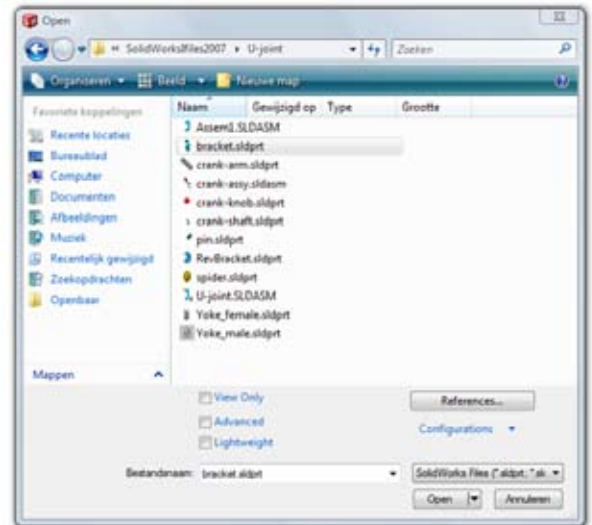 Open
« SolidWorksIfiles2007 ▸ U-joint
Zoeken
Organiseren Beeld Nieuwe map
Favoriete koppelingen
Recente locaties
Bureaublad
Computer
Documenten
Afbeeldingen
Muziek
Recentelijk gewijzigd
Zoekopdrachten
Openbaar
Mappen
Naam Gewijzigd op Type Grootte
Assem1.SLDASM
bracket.sldprt
crank-arm.sldprt
crank-assy.sldasm
crank-knob.sldprt
crank-shaft.sldprt
pin.sldprt
RevBracket.sldprt
spider.sldprt
U-joint.SLDASM
Yoke_female.sldprt
Yoke_male.sldprt
View Only
Advanced
Lightweight
References...
Configurations
Bestandsnaam: bracket.sldprt
SolidWorks Files (*.sldprt; *.sk
Open Annuleren